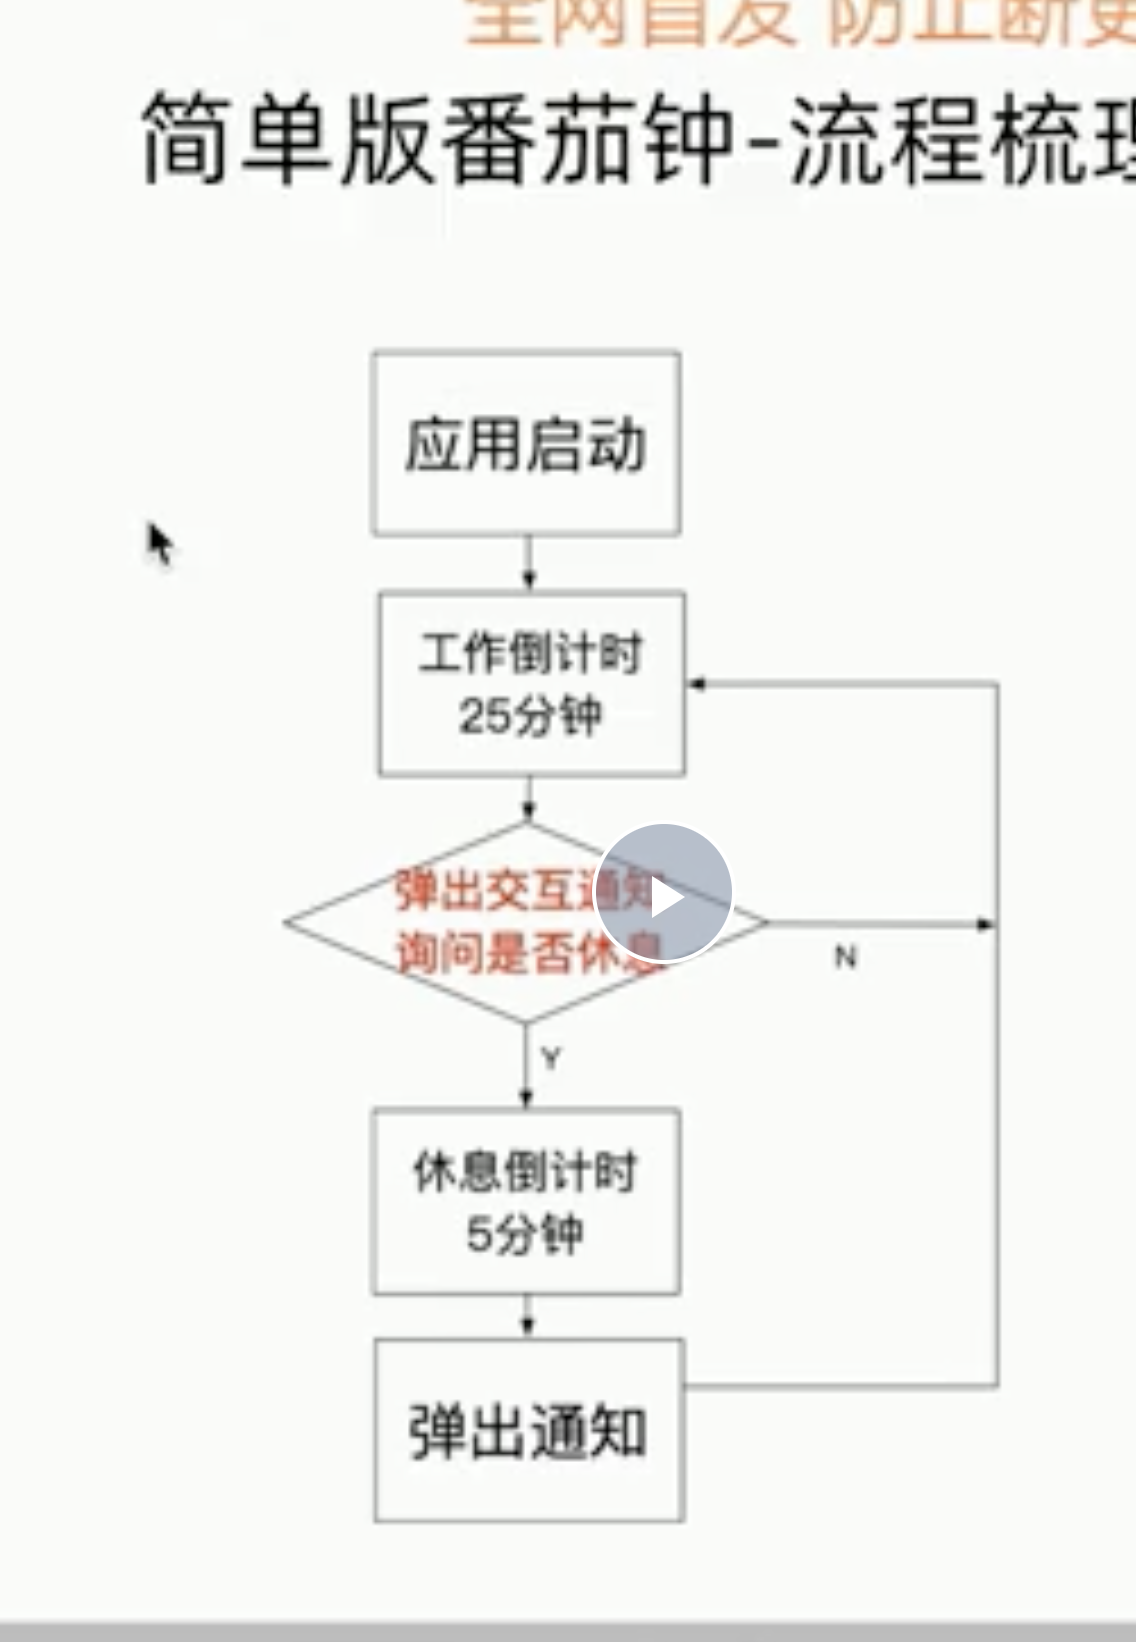 全网首发 防止断更
简单版番茄钟-流程梳理
应用启动
工作倒计时
25分钟
弹出交互通知
询问是否休息
N
Y
休息倒计时
5分钟
弹出通知